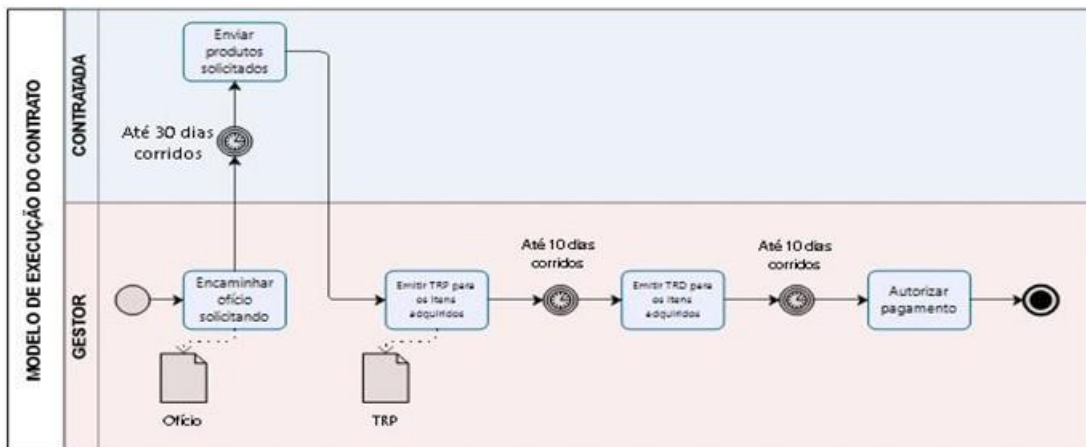 MODELO DE EXECUÇÃO DO CONTRATO
CONTRATADA
Enviar
produtos
solicitados
Até 30 dias
corridos
GESTOR
Encaminhar
ofício
solicitando
Ofício
Emitir TRP para
os itens
adquiridos
TRP
Até 10 dias
corridos
Emitir TRD para
os itens
adquiridos
Até 10 dias
corridos
Autorizar
pagamento